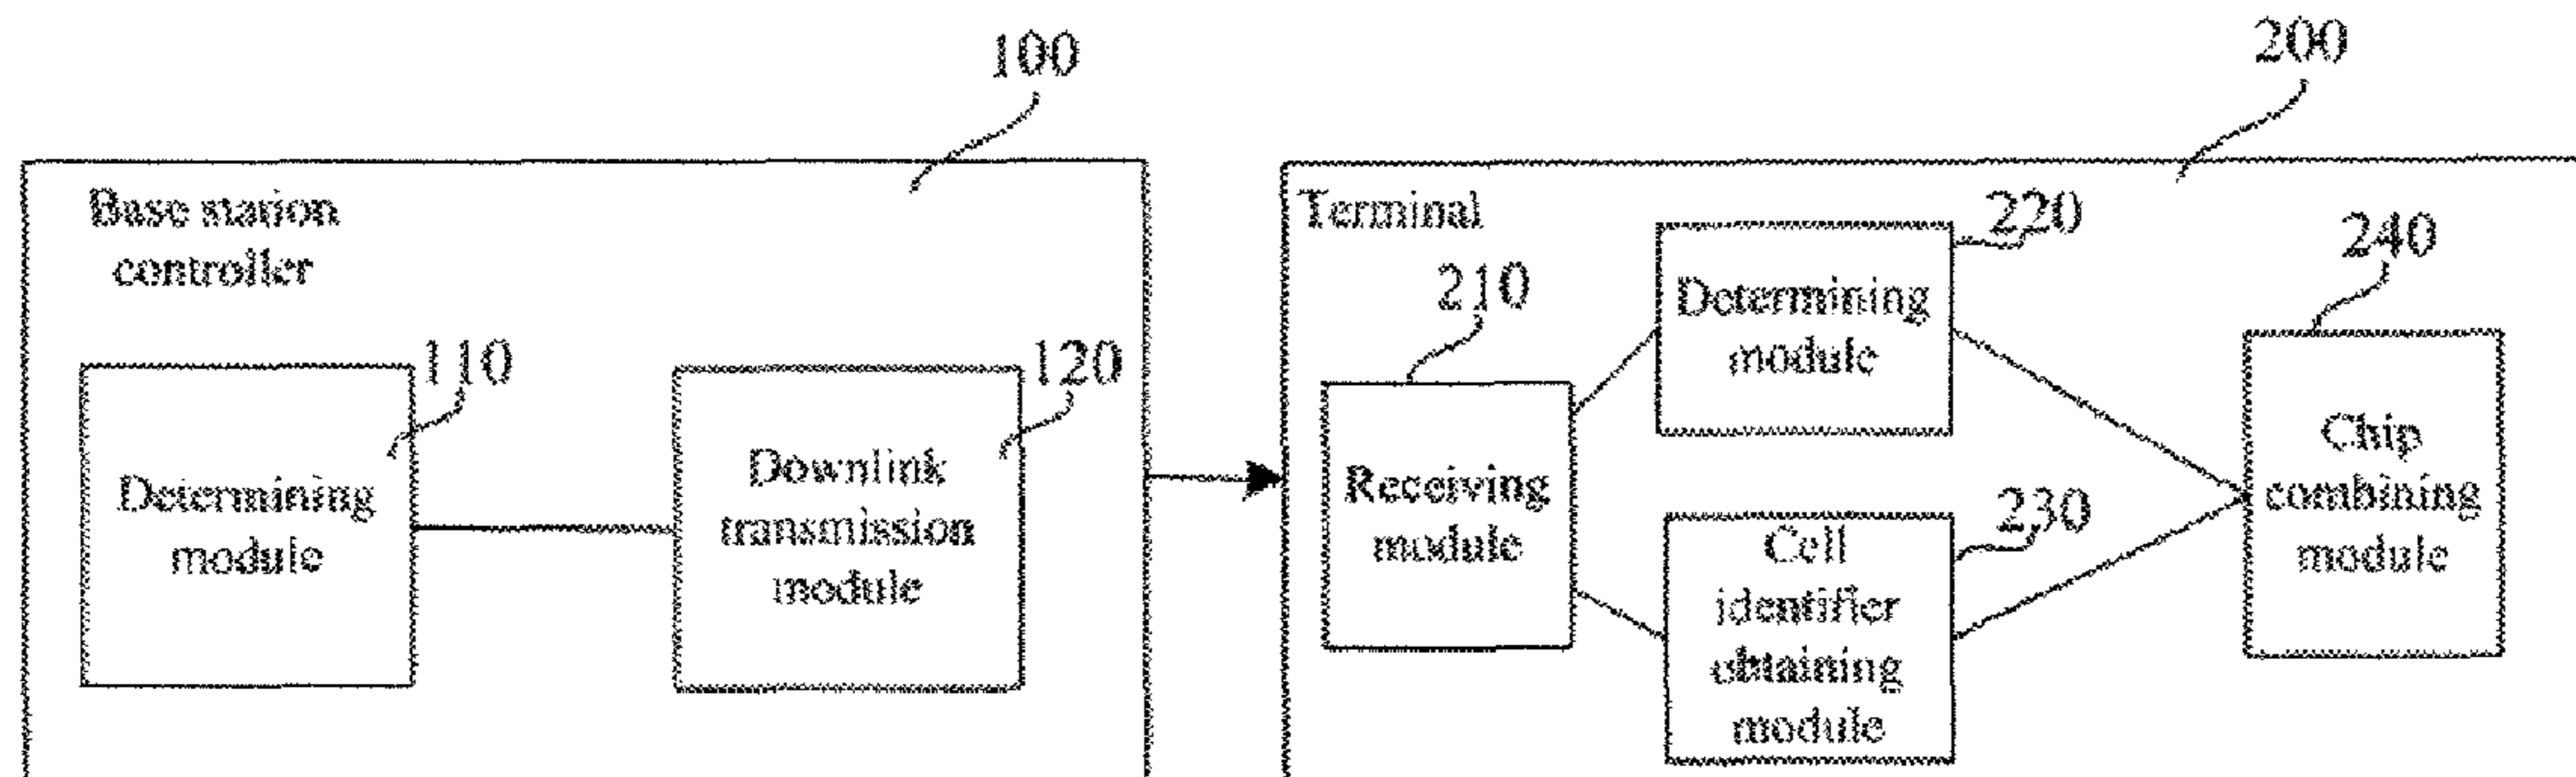 100
200
Base station
controller
110
Determining
module
120
Downlink
transmission
module
Terminal
210
Receiving
module
220
Determining
module
230
Cell
identifier
obtaining
module
240
Chip
combining
module